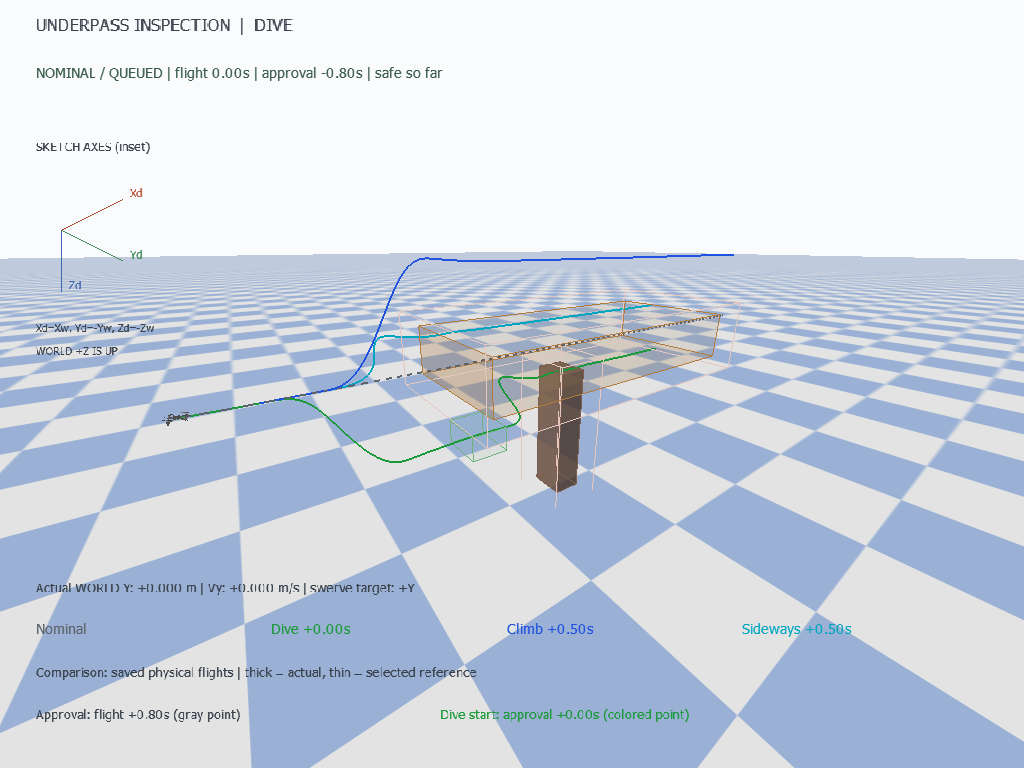 UNDERPASS INSPECTION | DIVE
NOMINAL / QUEUED | flight 0.00s | approval -0.80s | safe so far
SKETCH AXES (inset)
Xd
Yd
Zd
Xd=Xw, Yd=-Yw, Zd=-Zw
WORLD +Z IS UP
Actual WORLD Y: +0.000 m | Vy: +0.000 m/s | swerve target: +Y
Nominal Dive +0.00s Climb +0.50s Sideways +0.50s
Comparison: saved physical flights | thick = actual, thin = selected reference
Approval: flight +0.80s (gray point) Dive start: approval +0.00s (colored point)